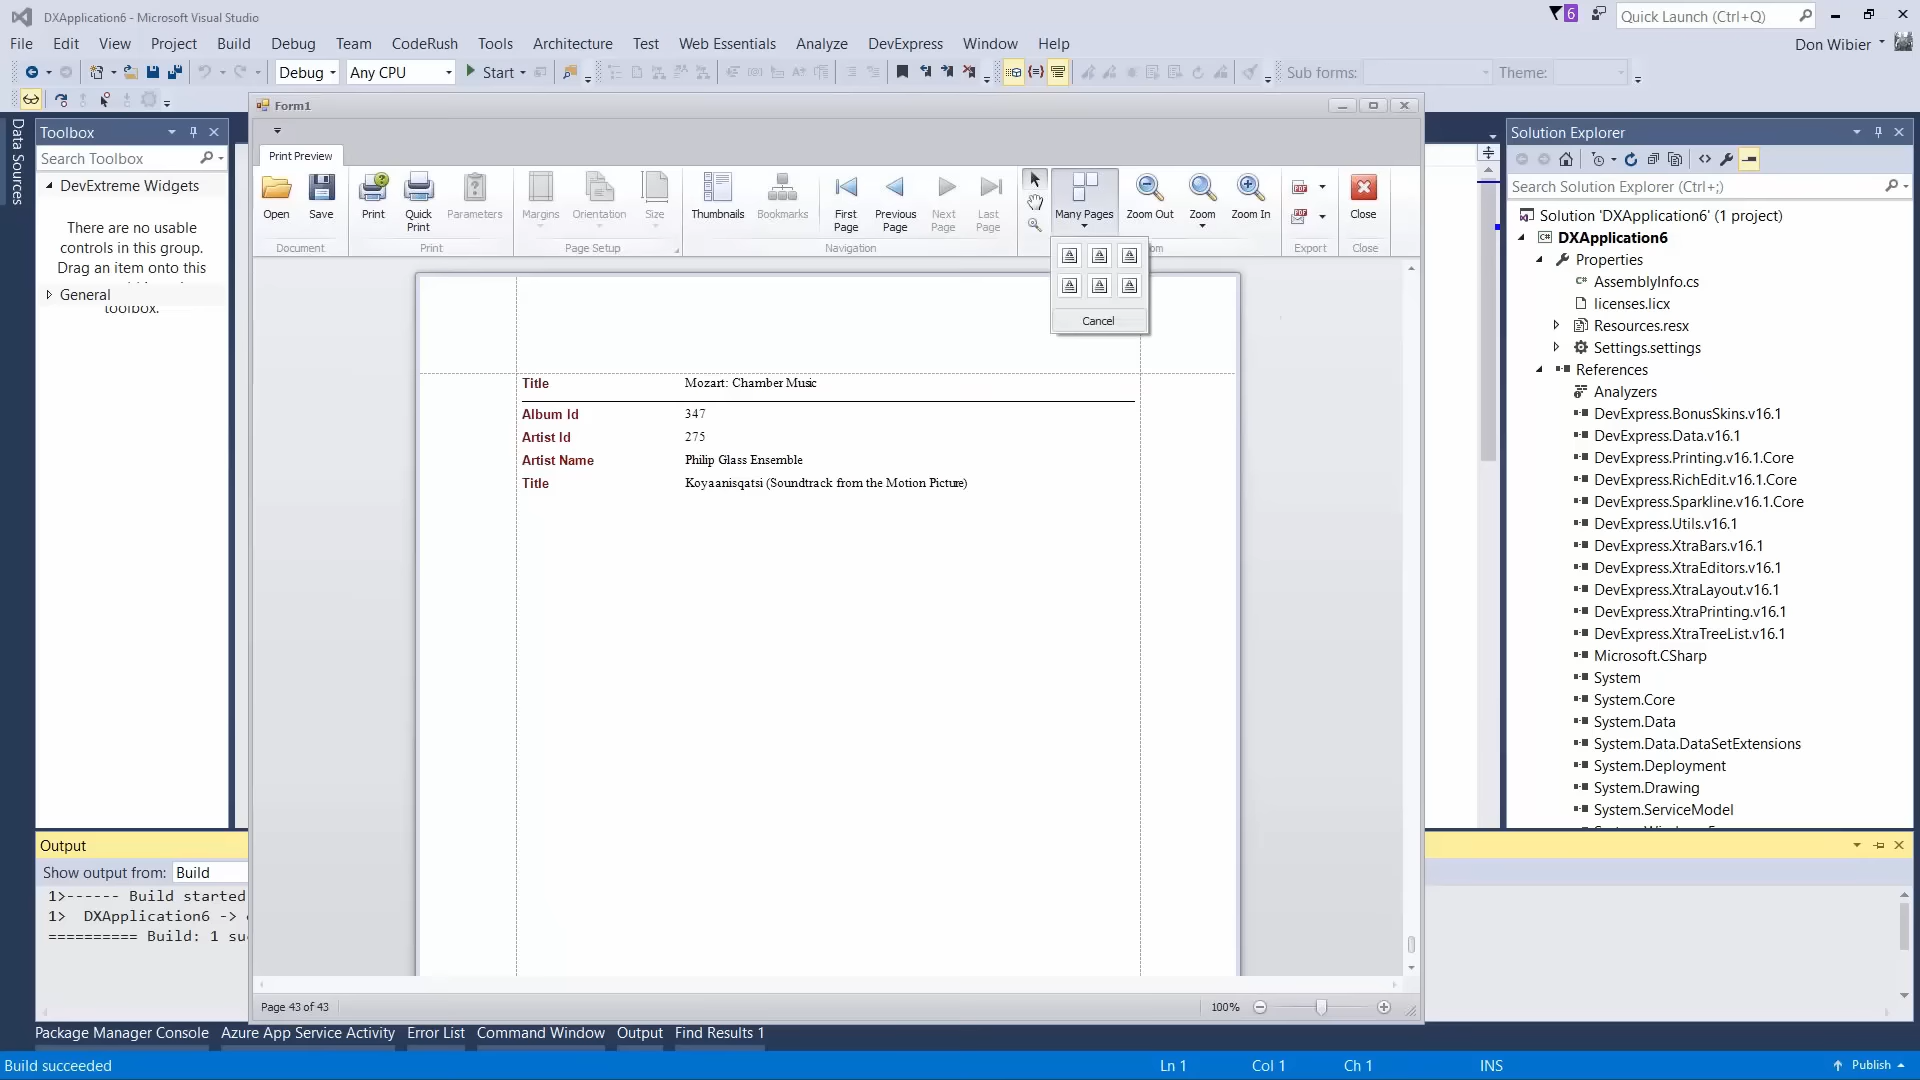 DXApplication6 - Microsoft Visual Studio
6
Quick Launch (Ctrl+Q)
File Edit View Project Build Debug Team CodeRush Tools Architecture Test Web Essentials Analyze DevExpress Window Help
Don Wibier
Debug Any CPU Start Sub forms: Theme:
Data Sources
Toolbox
Search Toolbox
DevExtreme Widgets
There are no usable
controls in this group.
Drag an item onto this
General
toolbox.
Form1
Print Preview
Open
Save
Document
Print
Quick
Print
Parameters
Print
Margins
Orientation
Size
Page Setup
Thumbnails
Bookmarks
First
Page
Previous
Page
Next
Page
Last
Page
Navigation
Many Pages
Zoom Out
Zoom
Zoom In
PDF
PDF
Export
Close
Close
Cancel
Title Mozart: Chamber Music
Album Id 347
Artist Id 275
Artist Name Philip Glass Ensemble
Title Koyaanisqatsi (Soundtrack from the Motion Picture)
Page 43 of 43
100%
Solution Explorer
Search Solution Explorer (Ctrl+;)
Solution 'DXApplication6' (1 project)
DXApplication6
Properties
AssemblyInfo.cs
licenses.licx
Resources.resx
Settings.settings
References
Analyzers
DevExpress.BonusSkins.v16.1
DevExpress.Data.v16.1
DevExpress.Printing.v16.1.Core
DevExpress.RichEdit.v16.1.Core
DevExpress.Sparkline.v16.1.Core
DevExpress.Utils.v16.1
DevExpress.XtraBars.v16.1
DevExpress.XtraEditors.v16.1
DevExpress.XtraLayout.v16.1
DevExpress.XtraPrinting.v16.1
DevExpress.XtraTreeList.v16.1
Microsoft.CSharp
System
System.Core
System.Data
System.Data.DataSetExtensions
System.Deployment
System.Drawing
System.ServiceModel
Output
Show output from: Build
1>------ Build started
1> DXApplication6 ->
========== Build: 1
Package Manager Console Azure App Service Activity Error List Command Window Output Find Results 1
Build succeeded
Ln 1 Col 1 Ch 1 INS
Publish